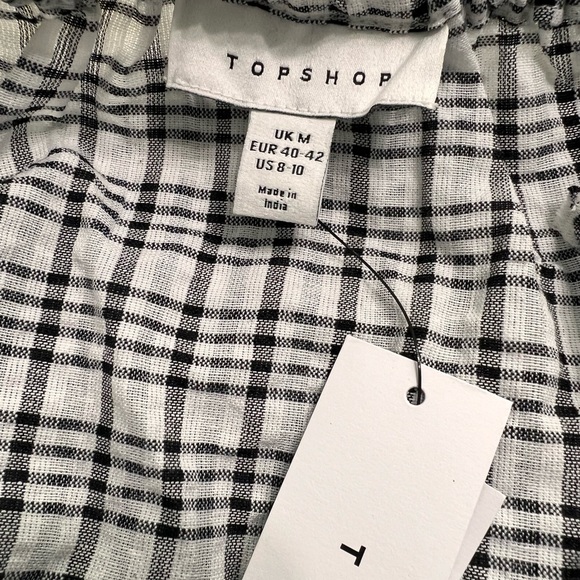 TOPSHOP
UK M
EUR 40-42
US 8-10
Made in
India
T